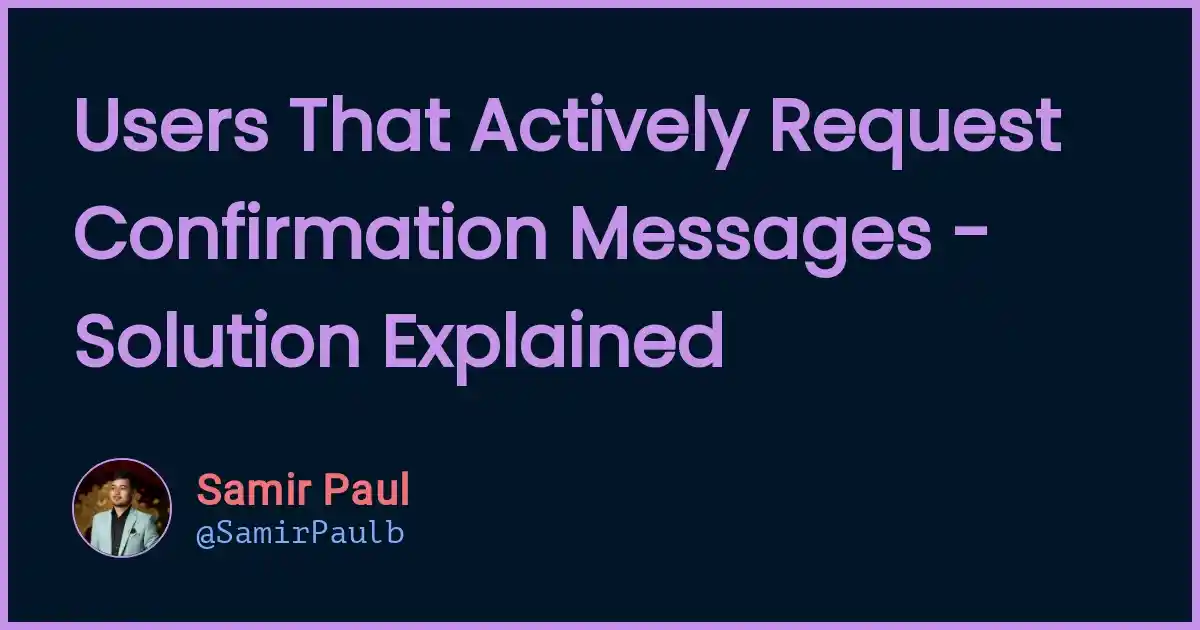 Users That Actively Request
Confirmation Messages -
Solution Explained
Samir Paul
@SamirPaulb